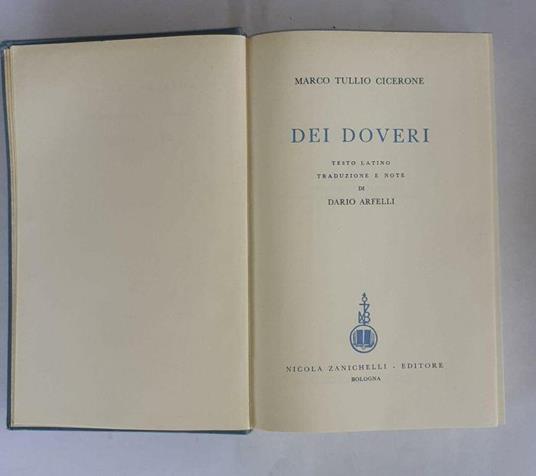 MARCO TULLIO CICERONE
DEI DOVERI
TESTO LATINO
TRADUZIONE E NOTE
DI
DARIO ARFELLI
NICOLA ZANICHELLI - EDITORE
BOLOGNA